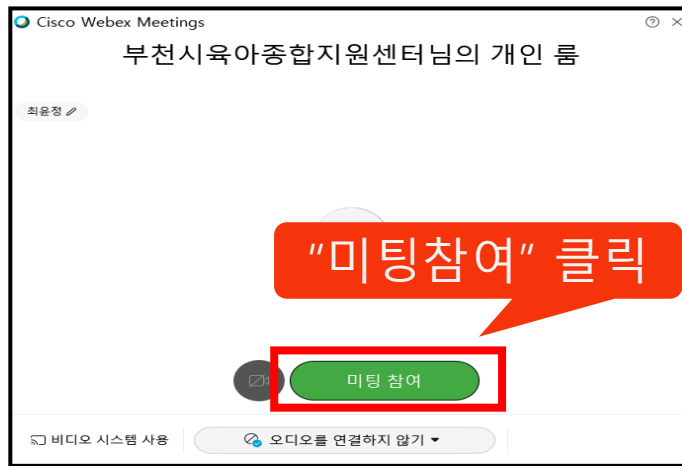 Cisco Webex Meetings
부천시육아종합지원센터님의 개인 룸
최윤정
"미팅참여" 클릭
미팅 참여
비디오 시스템 사용
오디오를 연결하지 않기